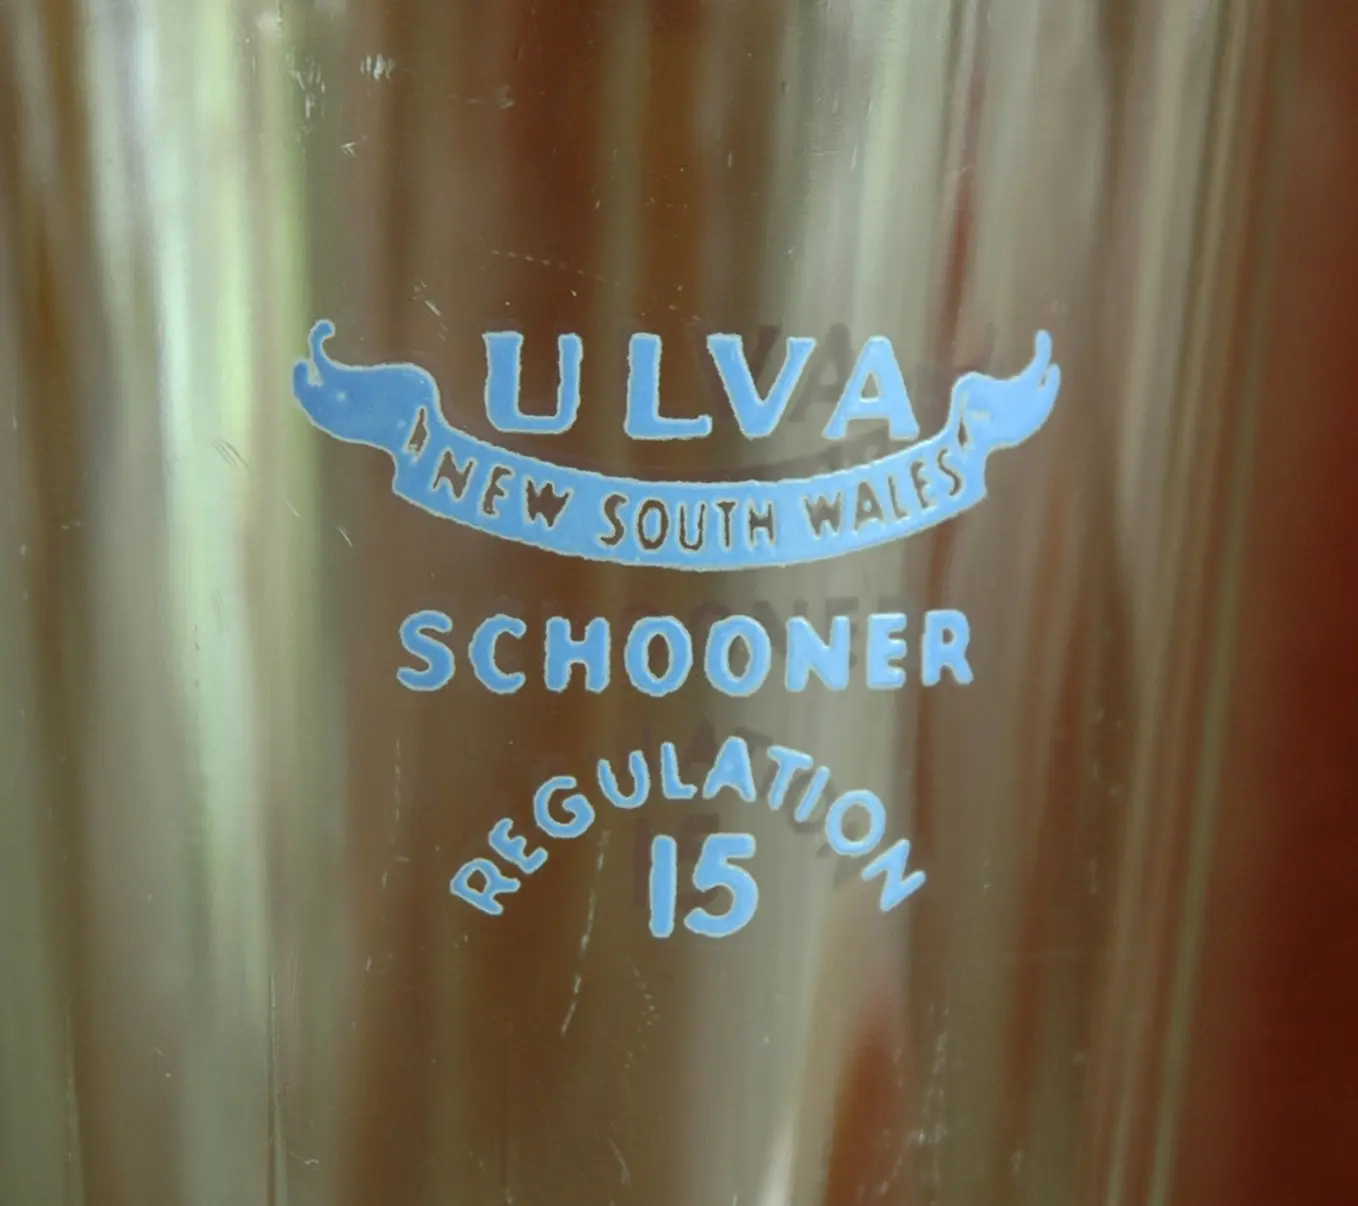 ULVA
NEW SOUTH WALES
SCHOONER
REGULATION
15